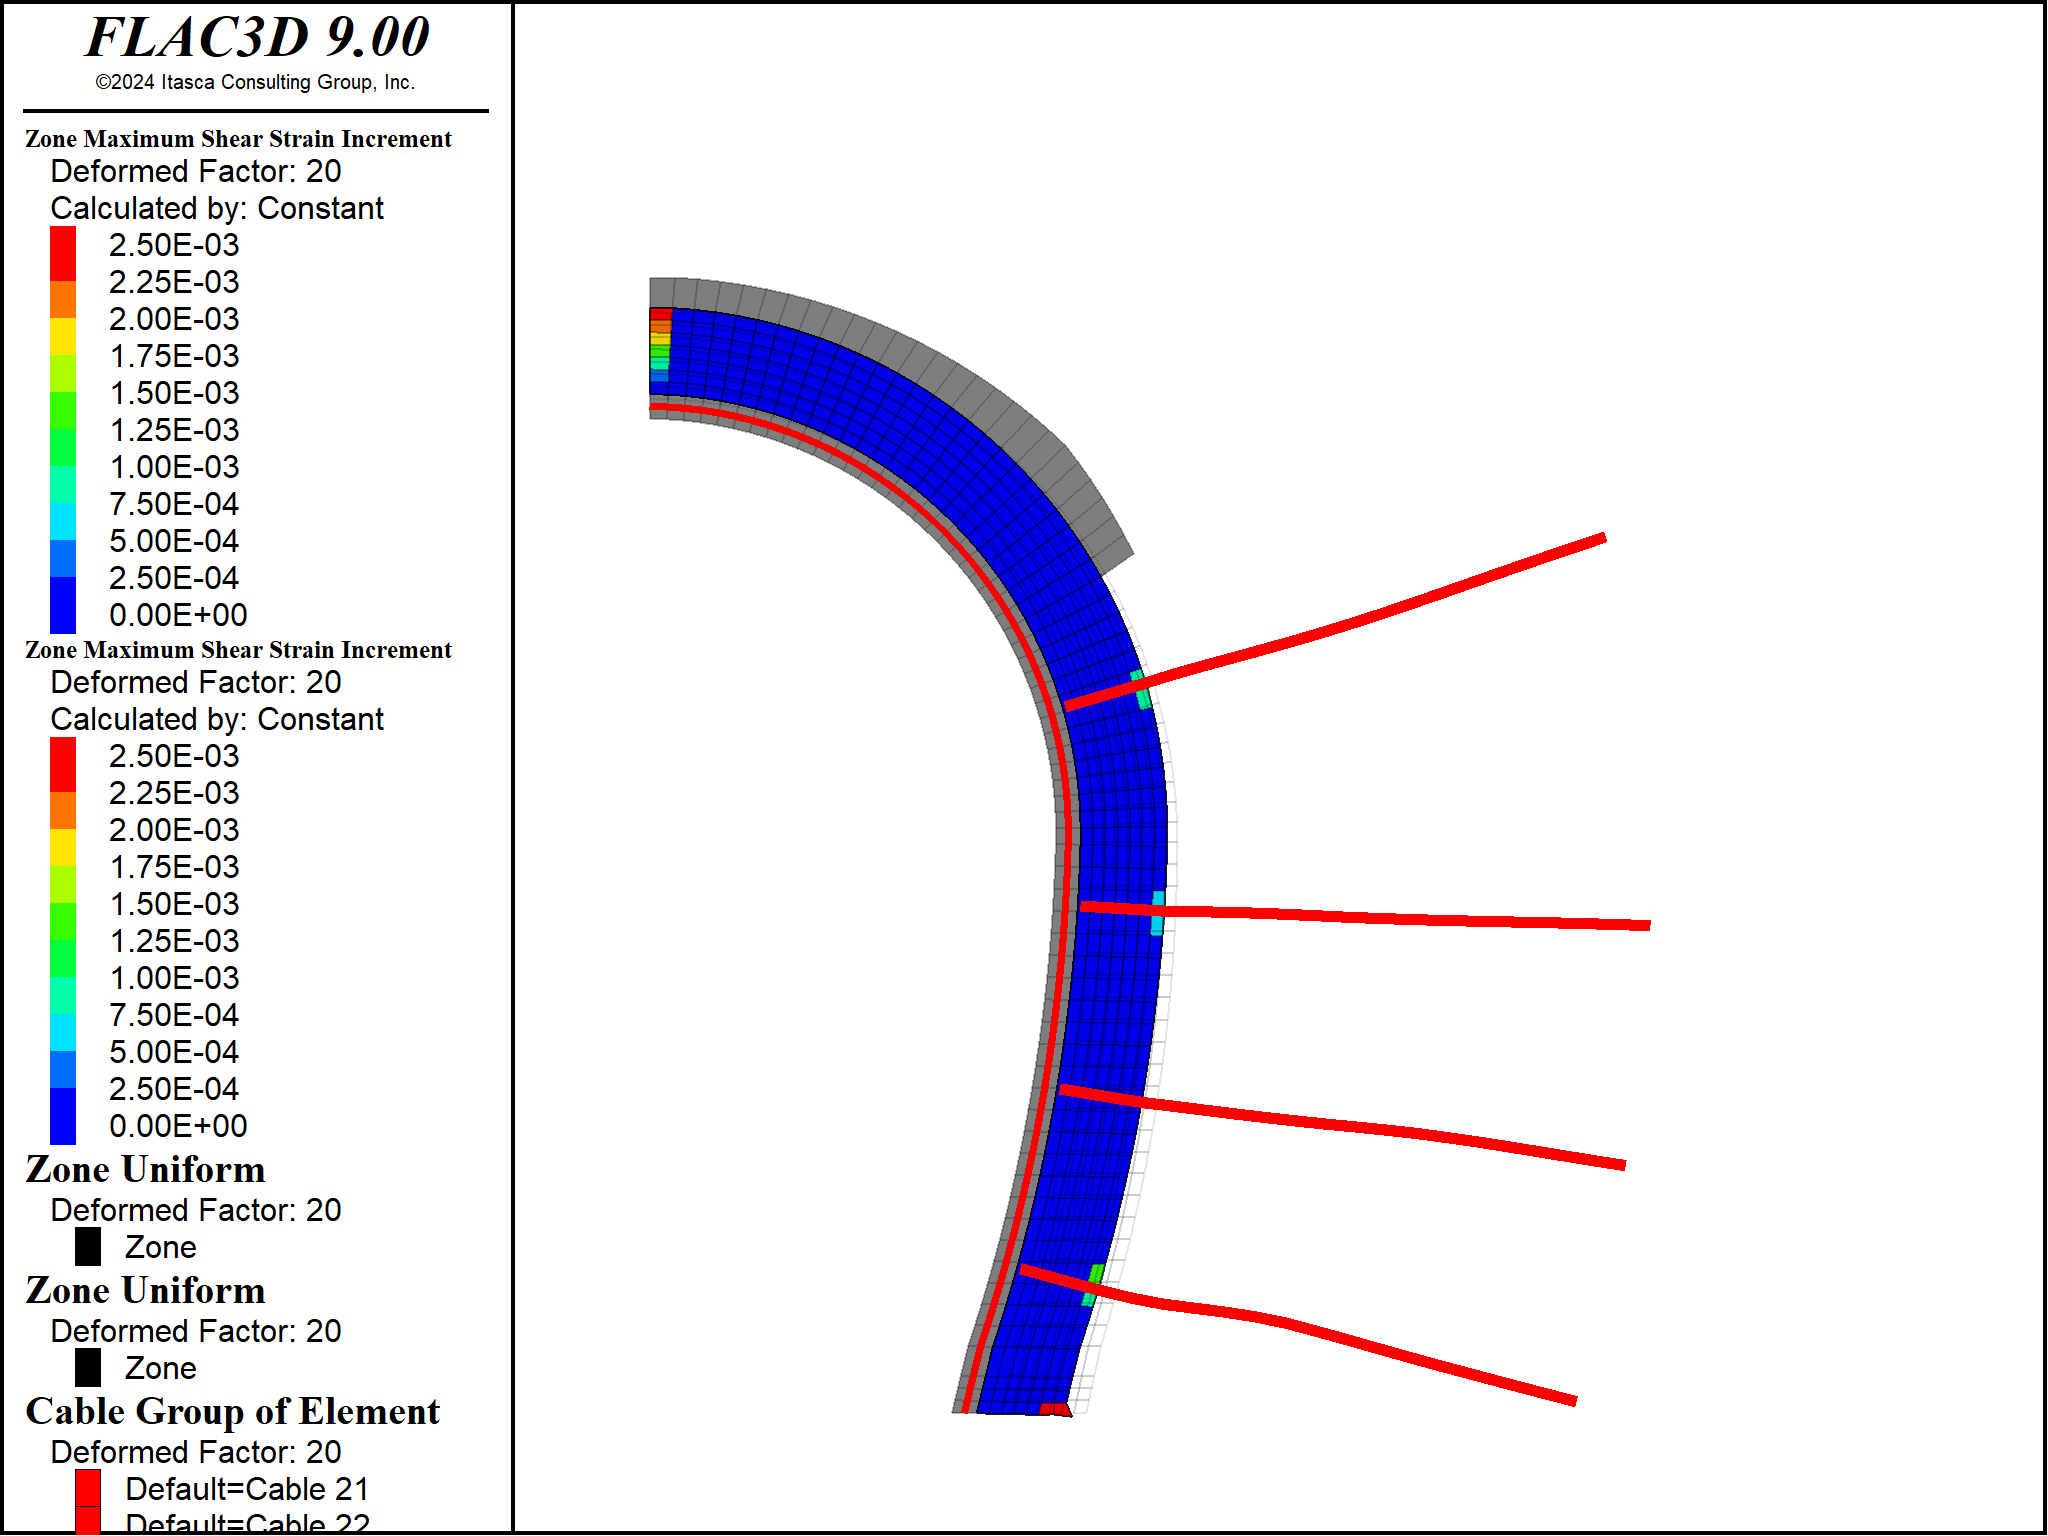 FLAC3D 9.00
©2024 Itasca Consulting Group, Inc.
Zone Maximum Shear Strain Increment
Deformed Factor: 20
Calculated by: Constant
2.50E-03
2.25E-03
2.00E-03
1.75E-03
1.50E-03
1.25E-03
1.00E-03
7.50E-04
5.00E-04
2.50E-04
0.00E+00
Zone Maximum Shear Strain Increment
Deformed Factor: 20
Calculated by: Constant
2.50E-03
2.25E-03
2.00E-03
1.75E-03
1.50E-03
1.25E-03
1.00E-03
7.50E-04
5.00E-04
2.50E-04
0.00E+00
Zone Uniform
Deformed Factor: 20
Zone
Zone Uniform
Deformed Factor: 20
Zone
Cable Group of Element
Deformed Factor: 20
Default=Cable 21
Default=Cable 22